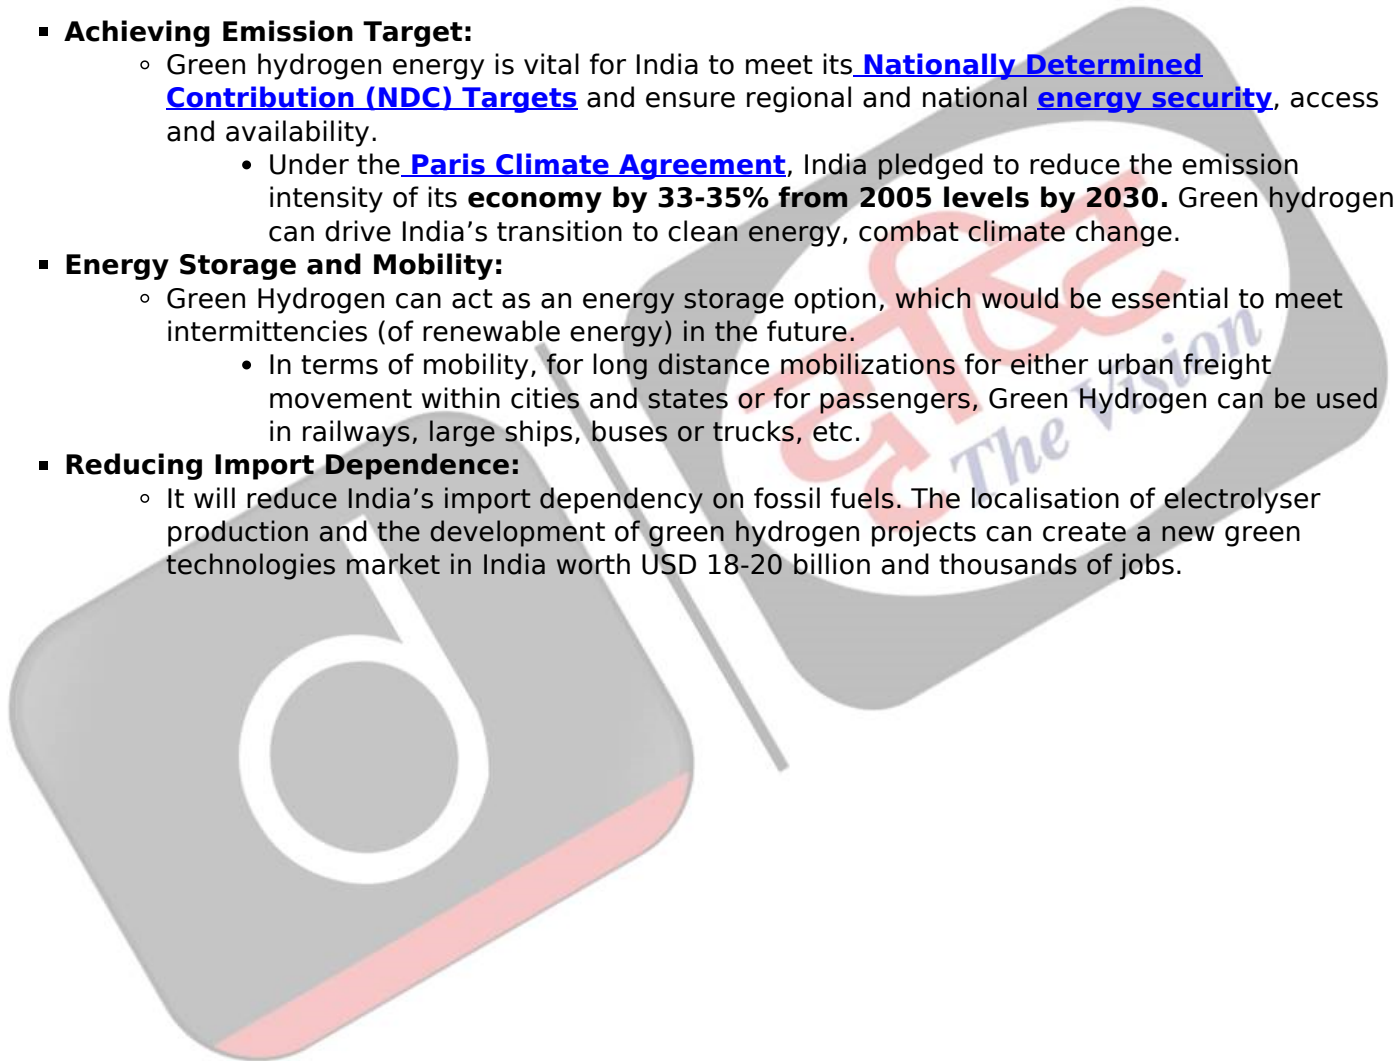 ▪ Achieving Emission Target:
◦ Green hydrogen energy is vital for India to meet its Nationally Determined
Contribution (NDC) Targets and ensure regional and national energy security, access
and availability.
• Under the Paris Climate Agreement, India pledged to reduce the emission
intensity of its economy by 33-35% from 2005 levels by 2030. Green hydrogen
can drive India's transition to clean energy, combat climate change.
▪ Energy Storage and Mobility:
◦ Green Hydrogen can act as an energy storage option, which would be essential to meet
intermittencies (of renewable energy) in the future.
• In terms of mobility, for long distance mobilizations for either urban freight
movement within cities and states or for passengers, Green Hydrogen can be used
in railways, large ships, buses or trucks, etc.
▪ Reducing Import Dependence:
◦ It will reduce India's import dependency on fossil fuels. The localisation of electrolyser
production and the development of green hydrogen projects can create a new green
technologies market in India worth USD 18-20 billion and thousands of jobs.
दृष्टि
The Vision
d